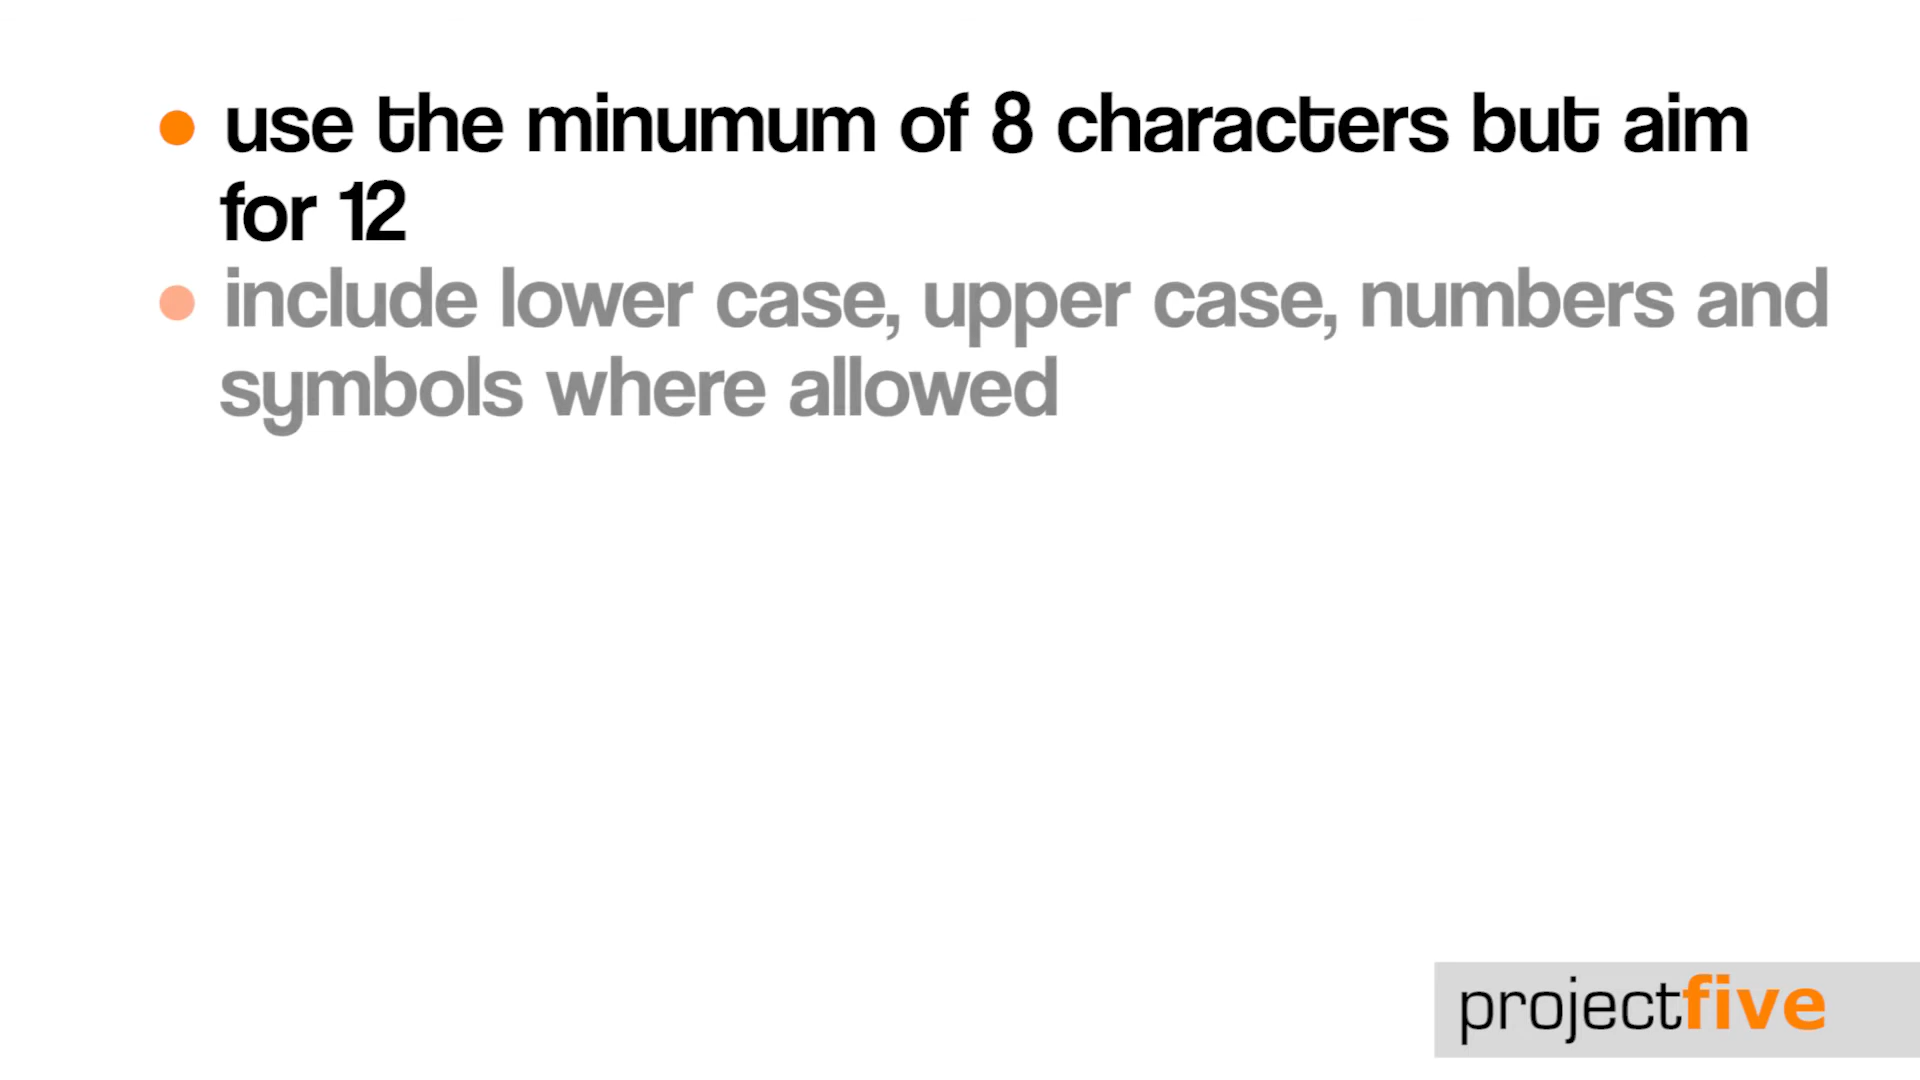 use the minumum of 8 characters but aim
for 12
include lower case, upper case, numbers and
symbols where allowed
projectfive